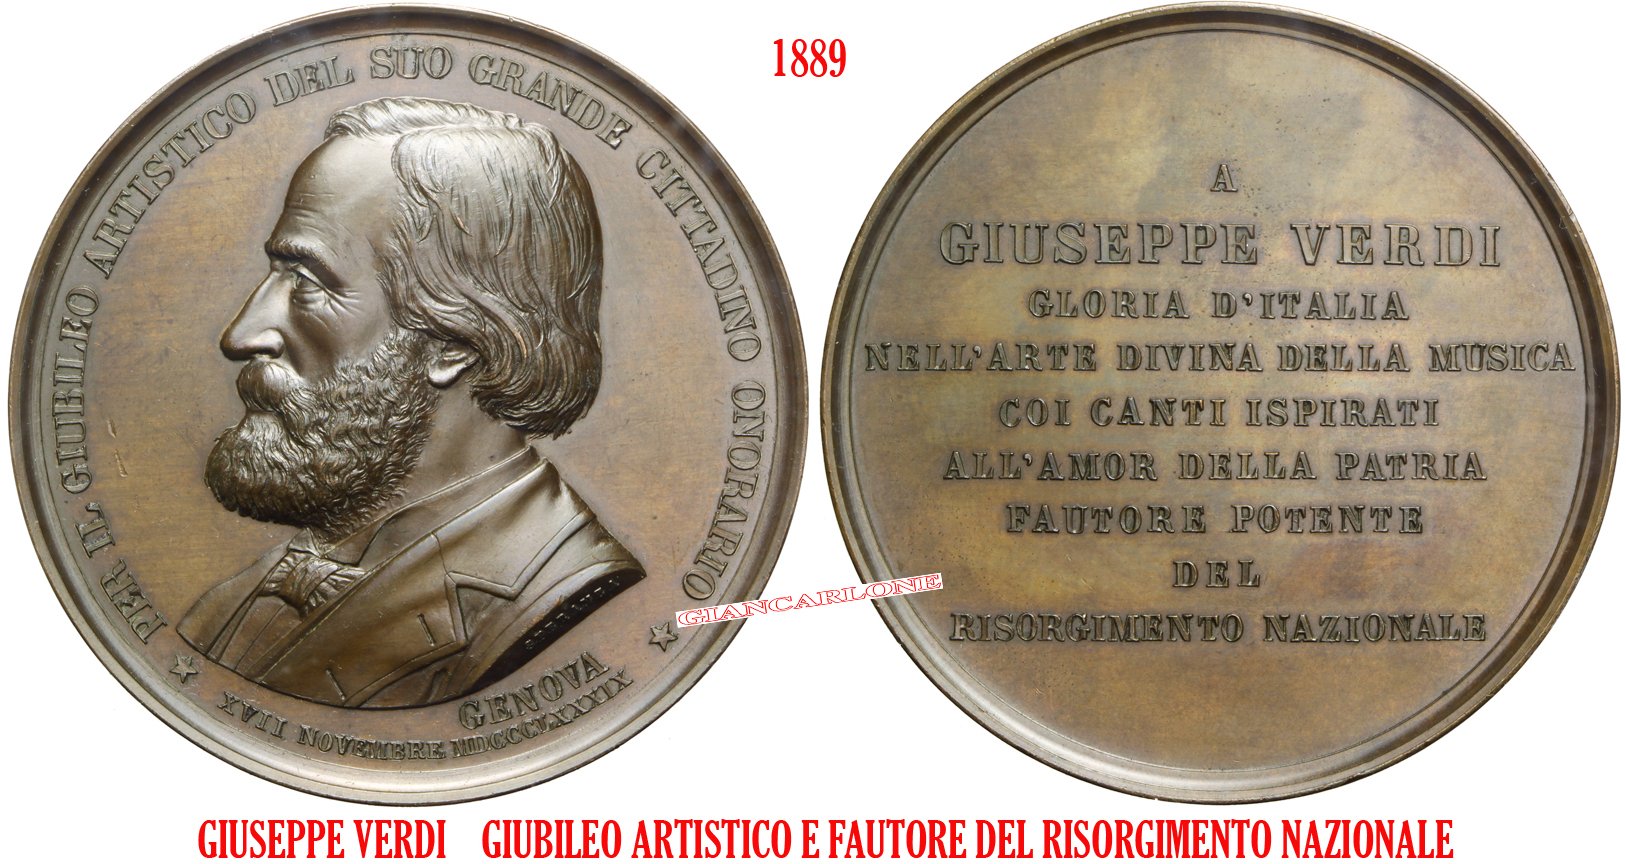 1889
PER IL GIUBILEO ARTISTICO DEL SUO GRANDE CITTADINO ONORARIO
GENOVA
XVII NOVEMBRE MDCCCLXXXIX
SPERANZA
A
GIUSEPPE VERDI
GLORIA D'ITALIA
NELL'ARTE DIVINA DELLA MUSICA
COI CANTI ISPIRATI
ALL'AMOR DELLA PATRIA
FAUTORE POTENTE
DEL
RISORGIMENTO NAZIONALE
GIANCARLONE
GIUSEPPE VERDI GIUBILEO ARTISTICO E FAUTORE DEL RISORGIMENTO NAZIONALE